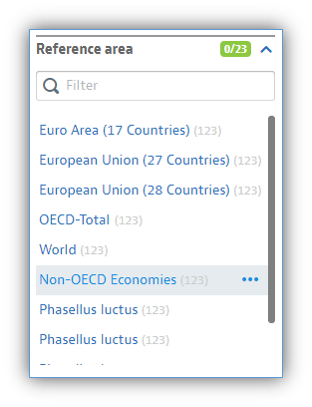 Reference area 0/23
Filter
Euro Area (17 Countries) (123)
European Union (27 Countries) (123)
European Union (28 Countries) (123)
OECD-Total (123)
World (123)
Non-OECD Economies (123) •••
Phasellus luctus (123)
Phasellus luctus (123)